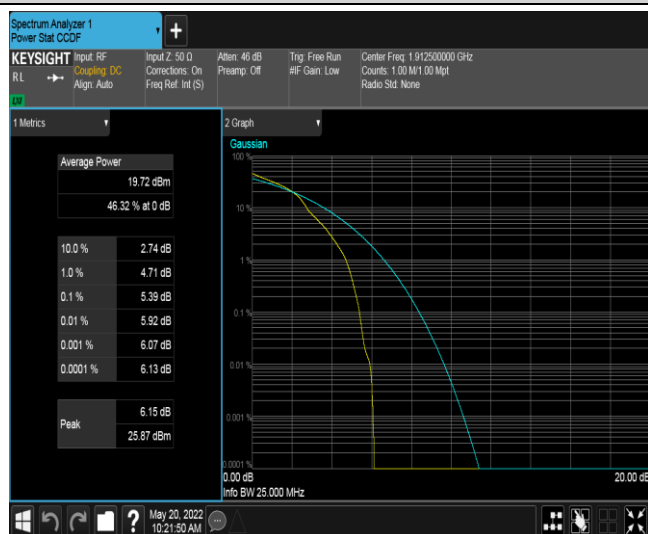 Spectrum Analyzer 1
Power Stat CCDF
+
KEYSIGHT
RL
LXI
Input: RF
Coupling: DC
Align: Auto
Input Z: 50 Ω
Corrections: On
Freq Ref: Int (S)
Atten: 46 dB
Preamp: Off
Trig: Free Run
#IF Gain: Low
Center Freq: 1.912500000 GHz
Counts: 1.00 M/1.00 Mpt
Radio Std: None
1 Metrics
Average Power
19.72 dBm
46.32 % at 0 dB
10.0 % 2.74 dB
1.0 % 4.71 dB
0.1 % 5.39 dB
0.01 % 5.92 dB
0.001 % 6.07 dB
0.0001 % 6.13 dB
Peak
6.15 dB
25.87 dBm
2 Graph
Gaussian
100 %
10 %
1 %
0.1 %
0.01 %
0.001 %
0.0001 %
0.00 dB
20.00 dB
Info BW 25.000 MHz
?
May 20, 2022
10:21:50 AM